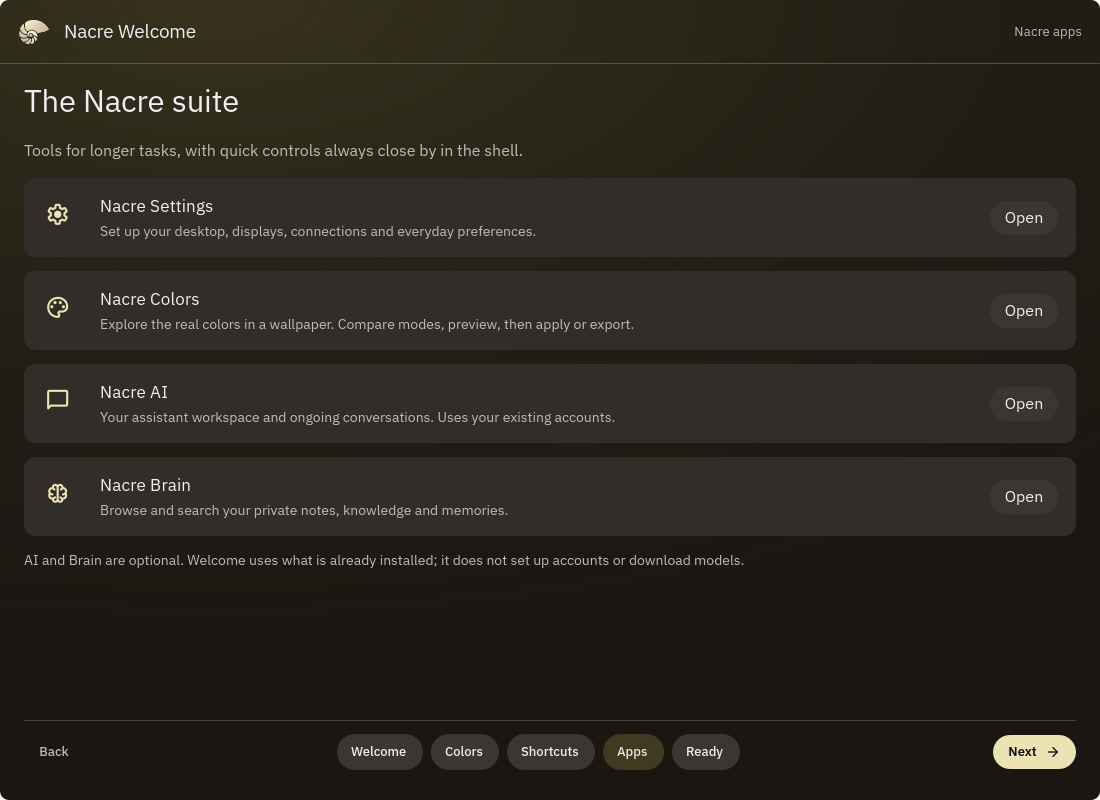 Nacre Welcome
Nacre apps
The Nacre suite
Tools for longer tasks, with quick controls always close by in the shell.
Nacre Settings
Set up your desktop, displays, connections and everyday preferences.
Open
Nacre Colors
Explore the real colors in a wallpaper. Compare modes, preview, then apply or export.
Open
Nacre AI
Your assistant workspace and ongoing conversations. Uses your existing accounts.
Open
Nacre Brain
Browse and search your private notes, knowledge and memories.
Open
AI and Brain are optional. Welcome uses what is already installed; it does not set up accounts or download models.
Back
Welcome
Colors
Shortcuts
Apps
Ready
Next